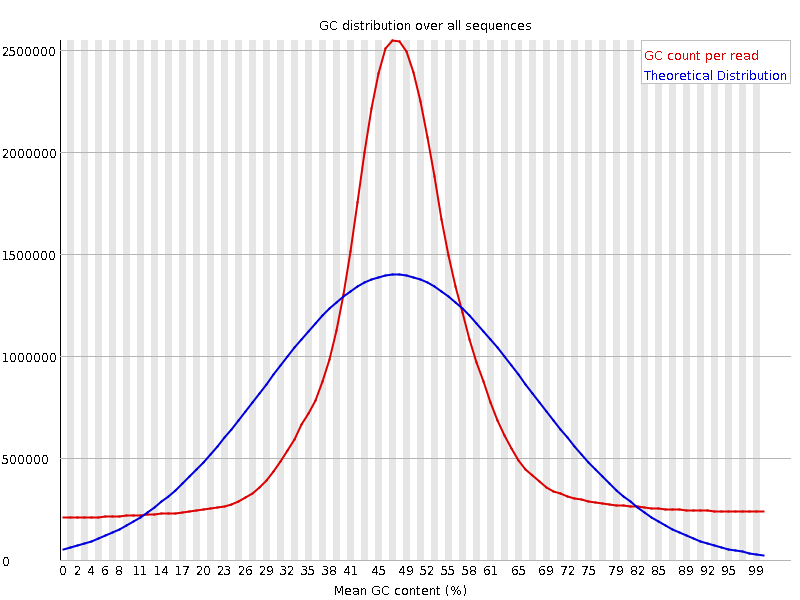 GC distribution over all sequences
GC count per read
Theoretical Distribution
2500000
2000000
1500000
1000000
500000
0
0 2 4 6 8 11 14 17 20 23 26 29 32 35 38 41 45 49 52 55 58 61 65 69 72 75 79 82 85 89 92 95 99
Mean GC content (%)